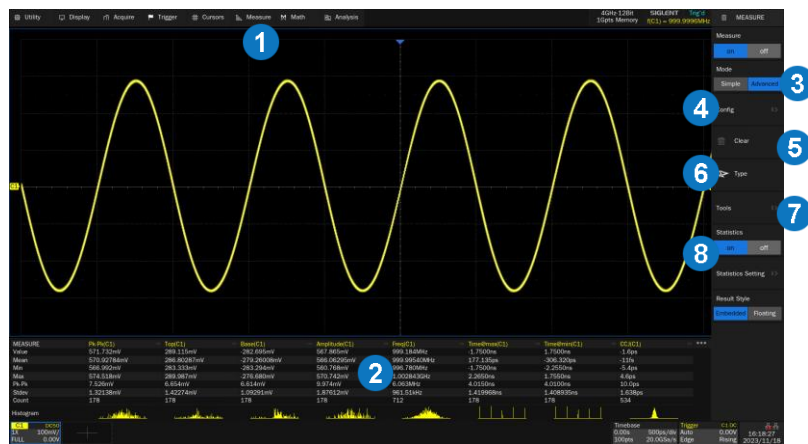 Utility Display Acquire Trigger Cursors Measure Math Analysis
4GHz 12Bit SIGLENT Trig'd
1Gpts Memory f(C1) = 999.9996MHz
MEASURE
1
Measure
on off
Mode
Simple Advanced
3
4
Config
Clear
5
6
Type
Tools
7
Statistics
8
on off
Statistics Setting
Result Style
Embedded Floating
C1
MEASURE Pk-Pk(C1) Top(C1) Base(C1) Amplitude(C1) Freq(C1) Time@max(C1) Time@min(C1) CCJ(C1)
Value 571.732mV 289.115mV -282.695mV 567.865mV 999.184MHz -1.7500ns 1.7500ns -1.6ps
Mean 570.92784mV 286.80287mV -279.26008mV 566.06295mV 999.99540MHz 177.135ps -306.320ps -11fs
Min 566.992mV 283.333mV -283.294mV 560.768mV 996.780MHz -1.7500ns -2.2550ns -5.4ps
Max 574.518mV 289.987mV -276.680mV 570.742mV 1.002843GHz 2.2650ns 1.7550ns 4.6ps
Pk-Pk 7.526mV 6.654mV 6.614mV 9.974mV 6.063MHz 4.0150ns 4.0100ns 10.0ps
Stdev 1.32138mV 1.42274mV 1.09291mV 1.87612mV 961.51kHz 1.419968ns 1.408935ns 1.638ps
Count 178 178 178 178 712 178 178 534
2
Histogram
C1 DC50
1X 100mV/
FULL 0.00V
Timebase
0.00s 500ps/div
100pts 20.0GSa/s
Trigger C1 DC
Auto 0.00V
Edge Rising
16:18:27
2023/11/18